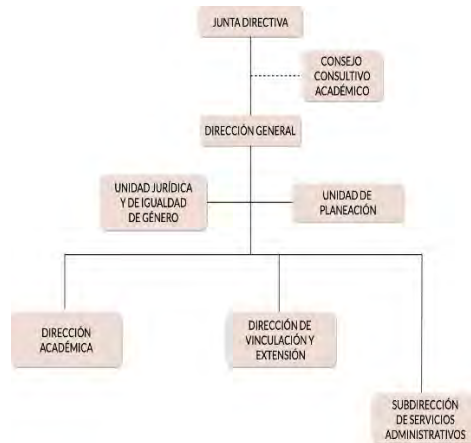 JUNTA DIRECTIVA
CONSEJO
CONSULTIVO
ACADÉMICO
DIRECCIÓN GENERAL
UNIDAD JURÍDICA
Y DE IGUALDAD
DE GÉNERO
UNIDAD DE
PLANEACIÓN
DIRECCIÓN
ACADÉMICA
DIRECCIÓN DE
VINCULACIÓN Y
EXTENSIÓN
SUBDIRECCIÓN
DE SERVICIOS
ADMINISTRATIVOS